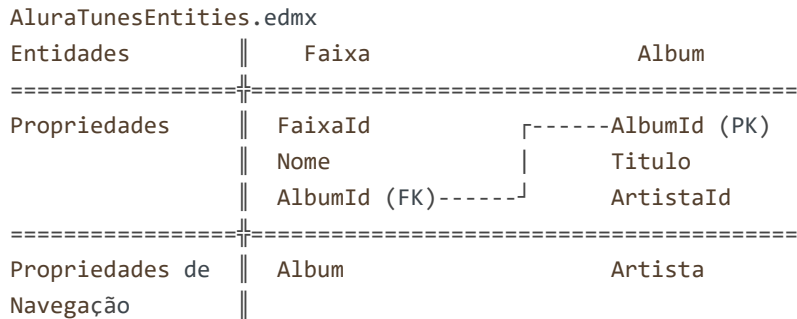 AluraTunesEntities.edmx
Entidades        ║    Faixa                    Album
=================╬=========================================
Propriedades     ║  FaixaId           ┌------AlbumId (PK)
                 ║  Nome              |      Titulo
                 ║  AlbumId (FK)------┘      ArtistaId
=================╬=========================================
Propriedades de  ║  Album                    Artista
Navegação        ║